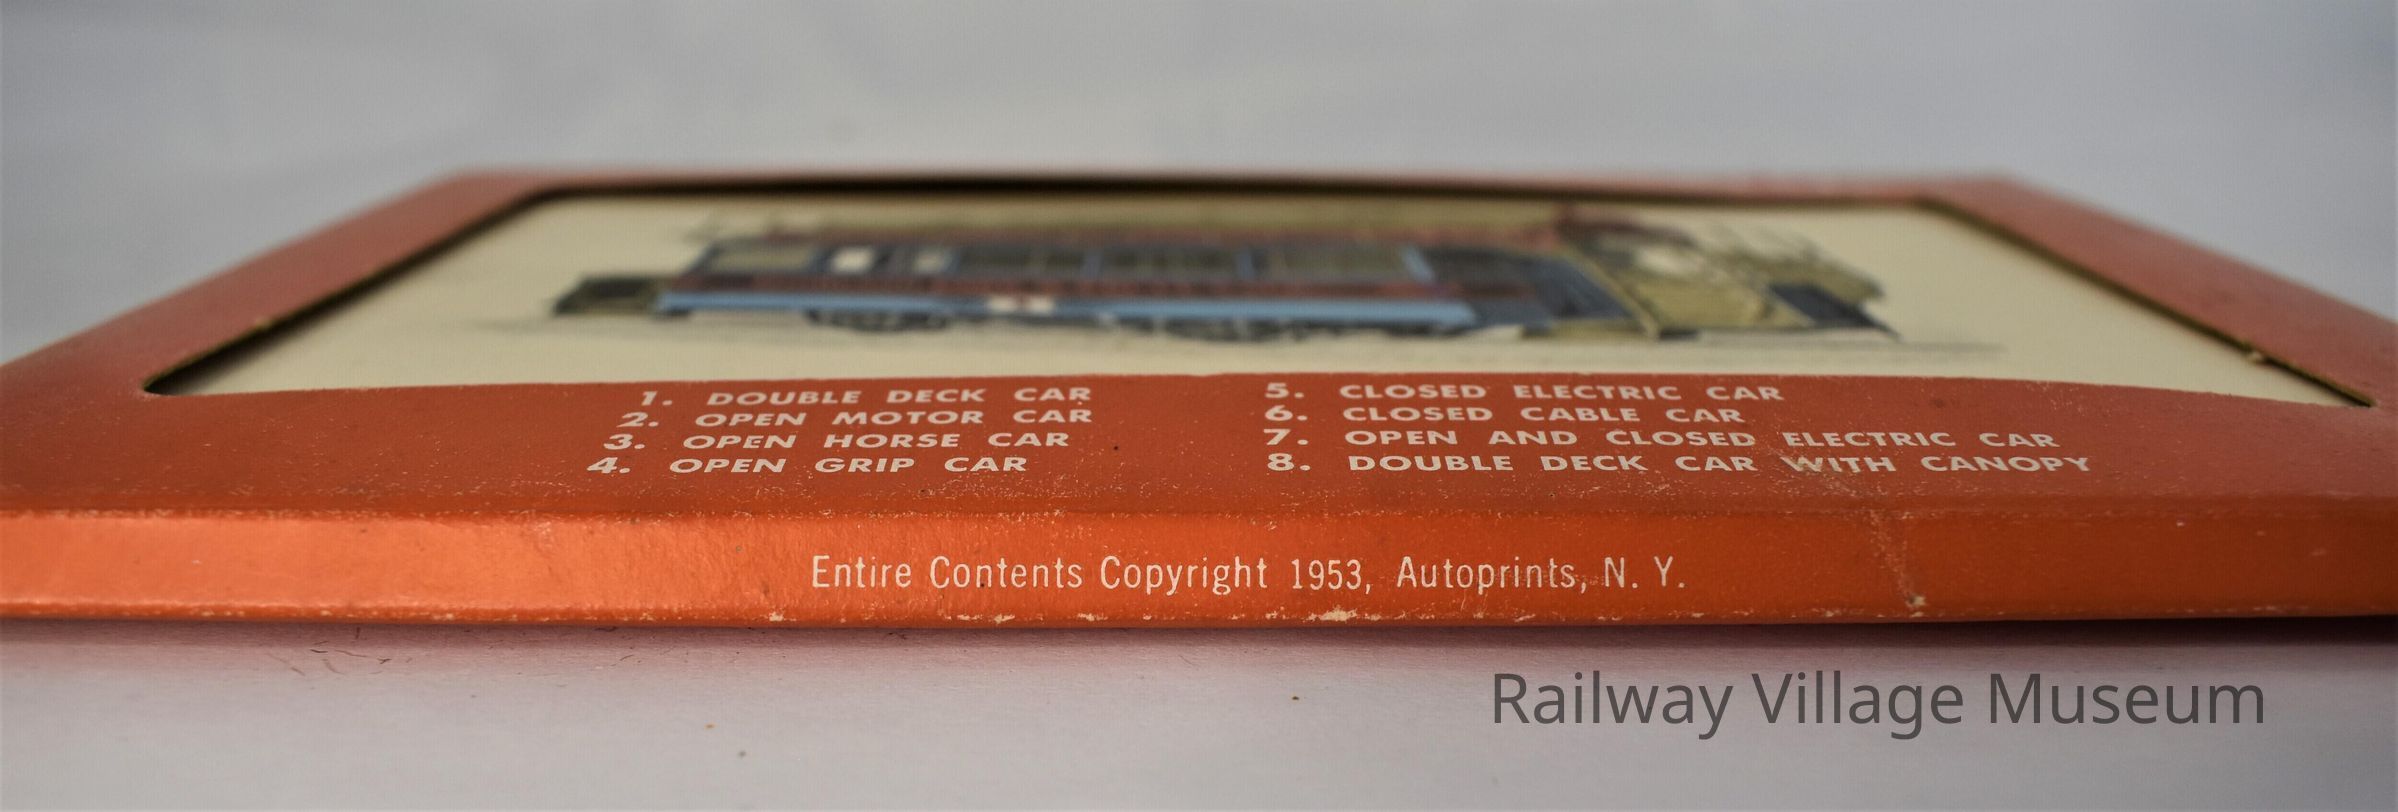 1. DOUBLE DECK CAR
2. OPEN MOTOR CAR
3. OPEN HORSE CAR
4. OPEN GRIP CAR
5. CLOSED ELECTRIC CAR
6. CLOSED CABLE CAR
7. OPEN AND CLOSED ELECTRIC CAR
8. DOUBLE DECK CAR WITH CANOPY
Entire Contents Copyright 1953, Autoprints, N. Y.
Railway Village Museum